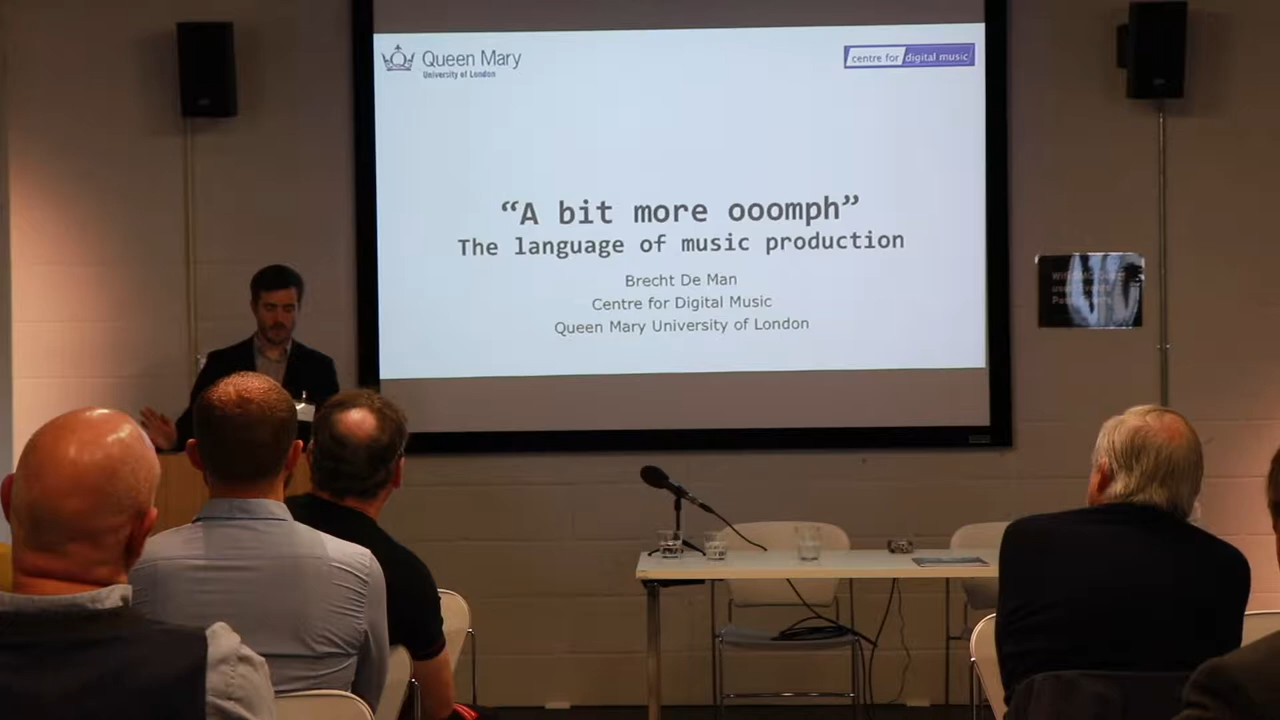 Queen Mary
University of London
centre for digital music
“A bit more ooomph”
The language of music production
Brecht De Man
Centre for Digital Music
Queen Mary University of London